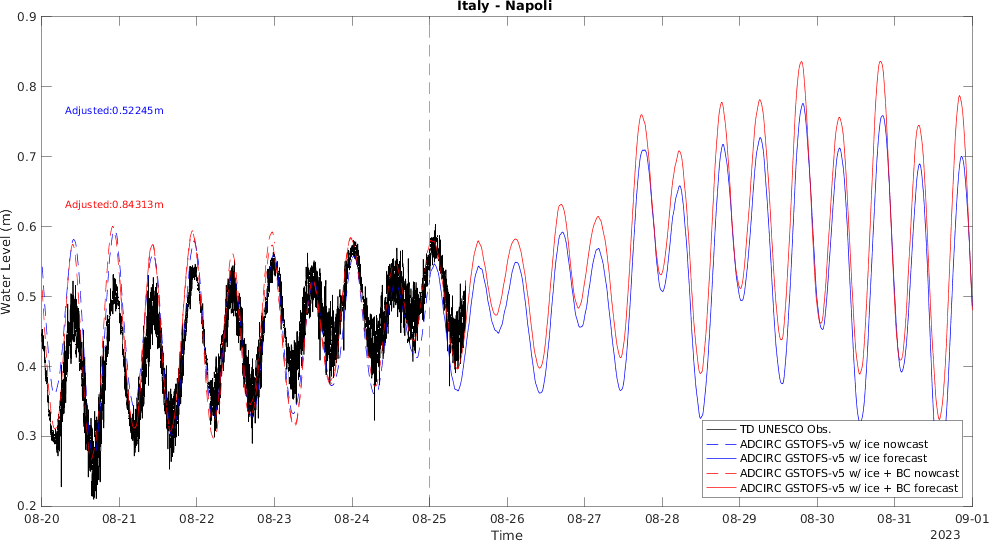 Italy - Napoli
0.9
0.8
0.7
0.6
0.5
0.4
0.3
0.2
Water Level (m)
Adjusted:0.52245m
Adjusted:0.84313m
TD UNESCO Obs.
ADCIRC GSTOFS-v5 w/ ice nowcast
ADCIRC GSTOFS-v5 w/ ice forecast
ADCIRC GSTOFS-v5 w/ ice + BC nowcast
ADCIRC GSTOFS-v5 w/ ice + BC forecast
08-20 08-21 08-22 08-23 08-24 08-25 08-26 08-27 08-28 08-29 08-30 08-31 09-01
Time
2023